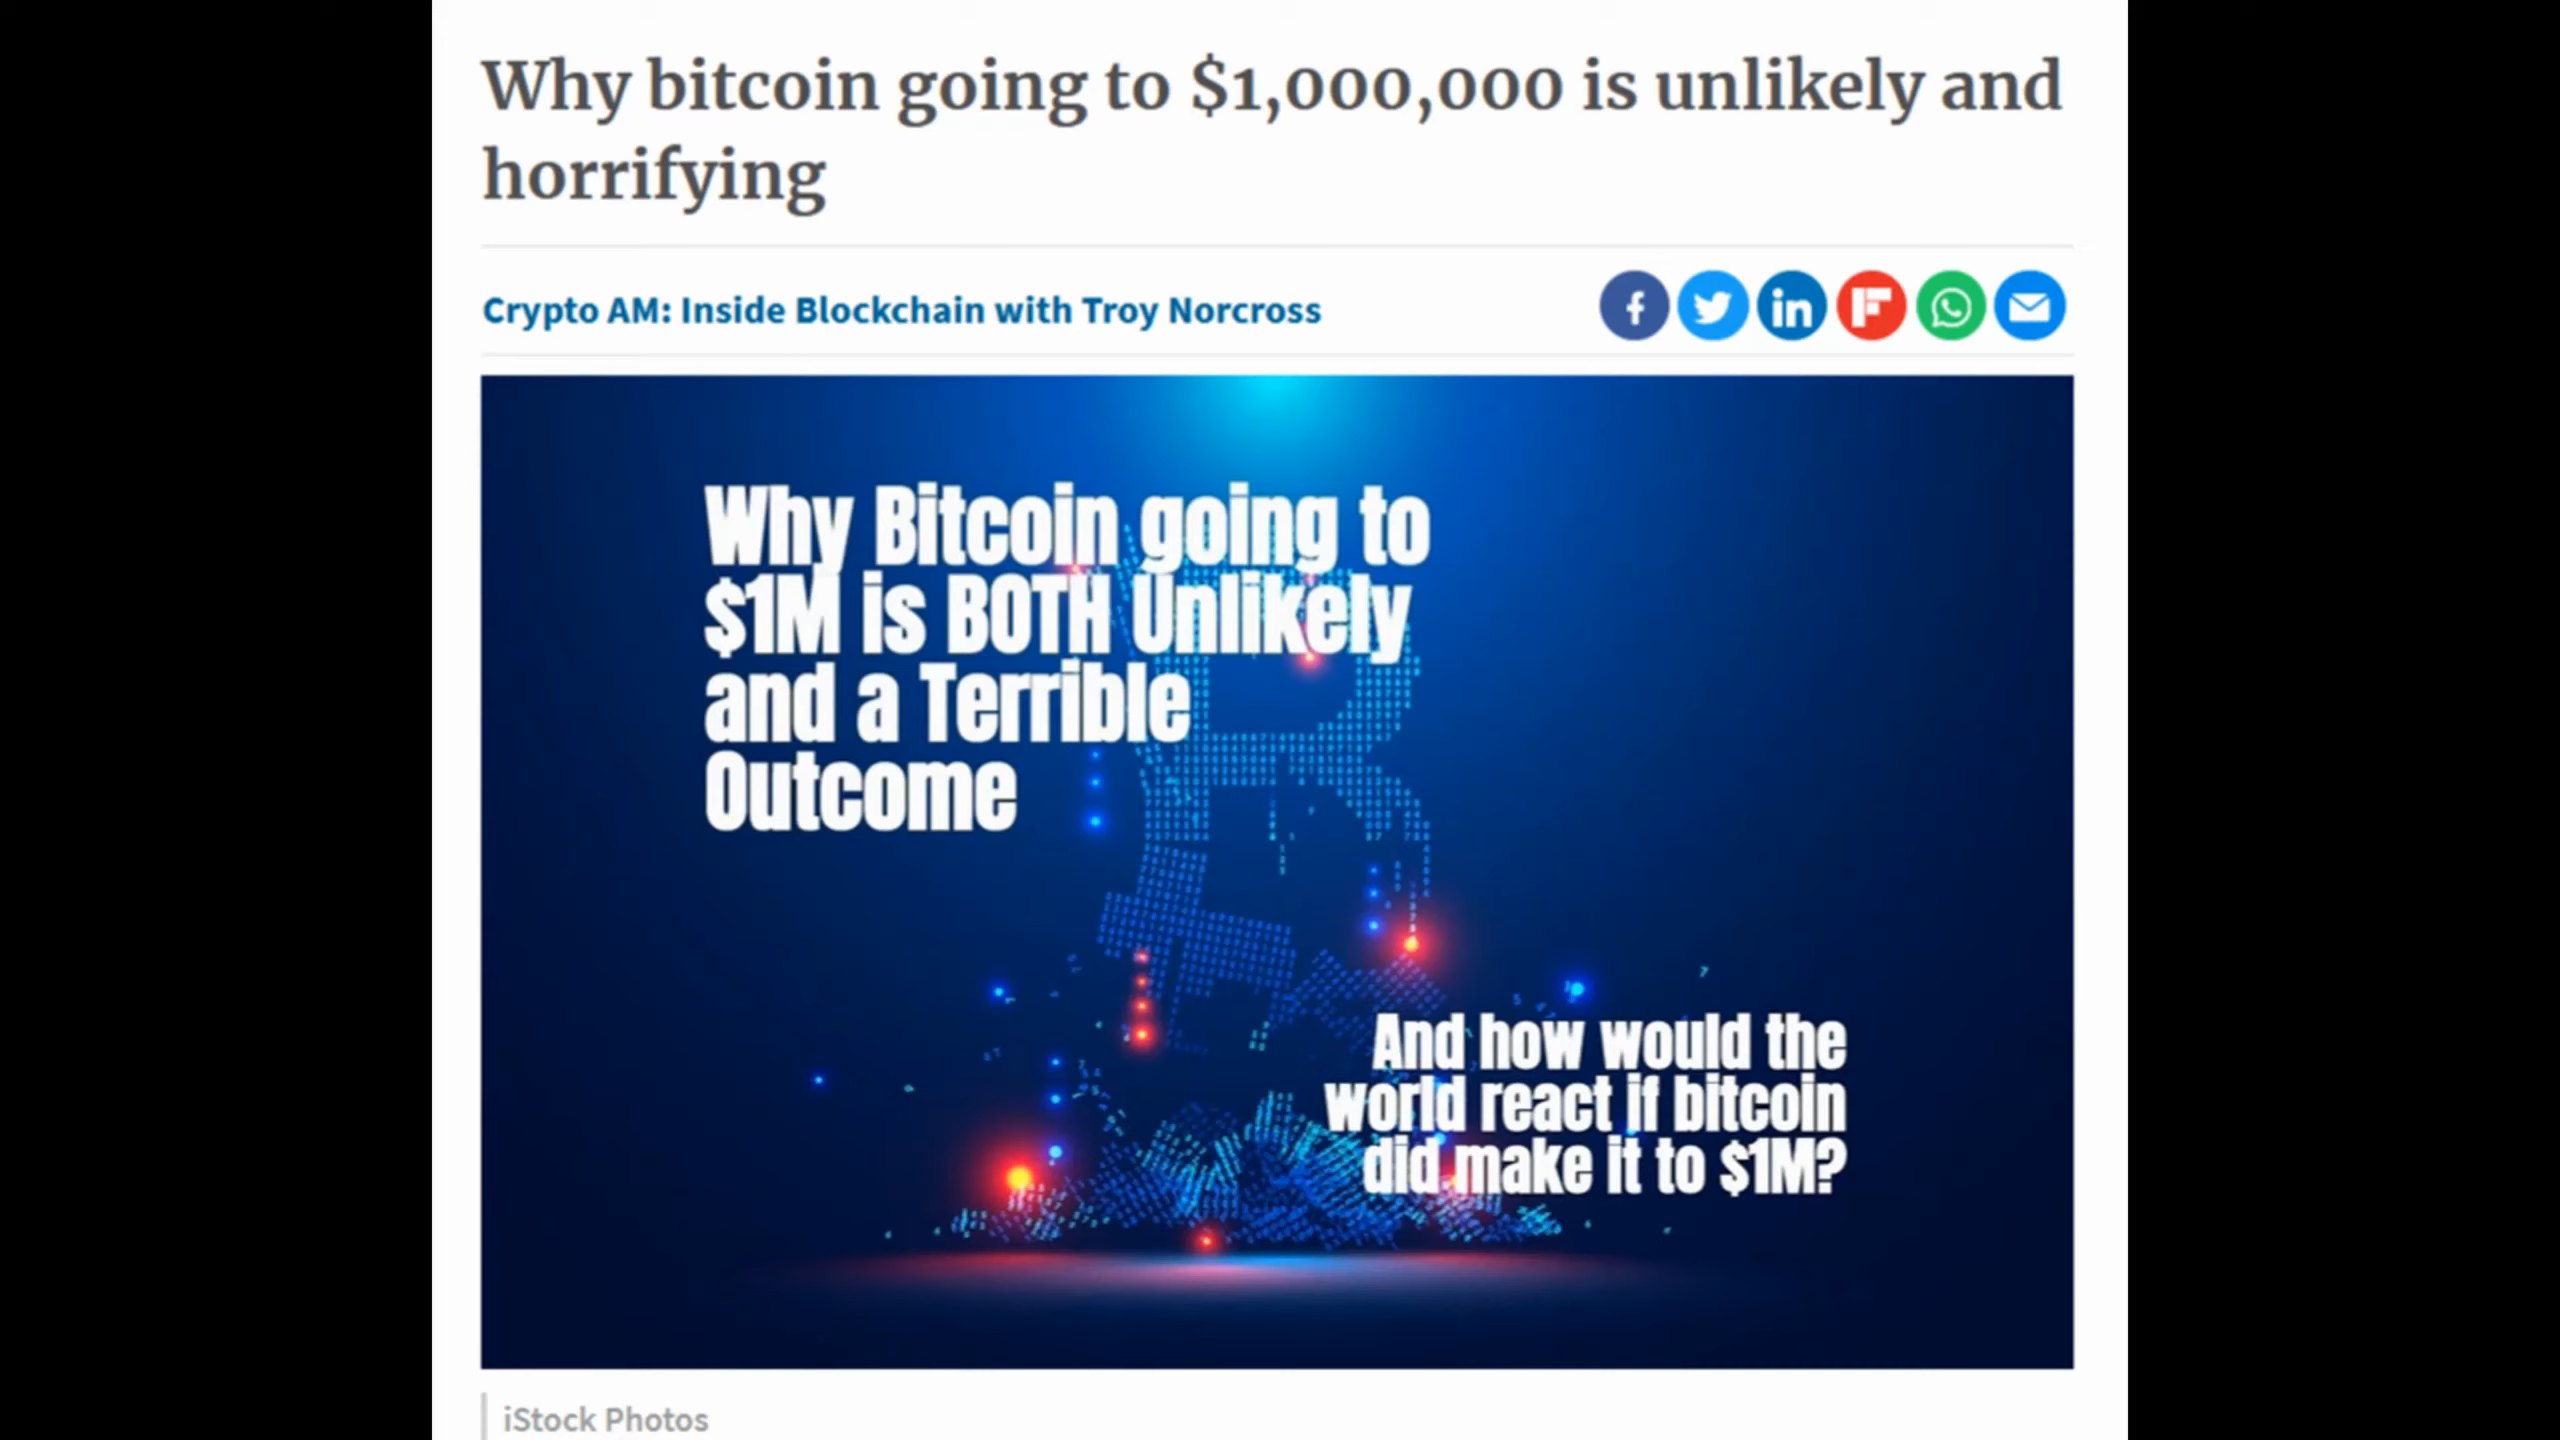 Why bitcoin going to $1,000,000 is unlikely and
horrifying
Crypto AM: Inside Blockchain with Troy Norcross
Why Bitcoin going to
$1M is BOTH Unlikely
and a Terrible
Outcome
And how would the
world react if bitcoin
did make it to $1M?
iStock Photos